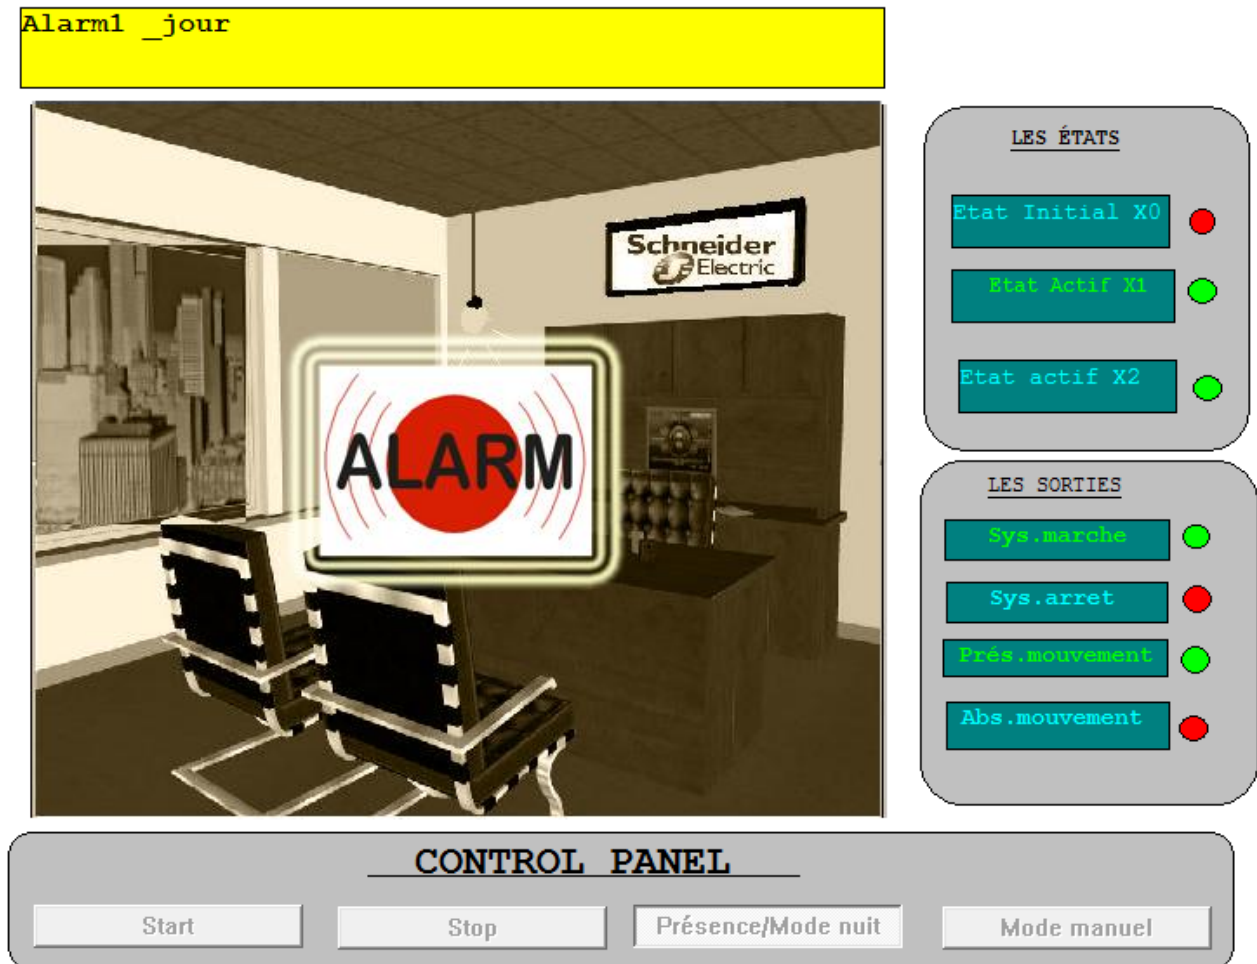 Alarm1 _jour
Schneider
Electric
ALARM
LES ÉTATS
Etat Initial X0
Etat Actif X1
Etat actif X2
LES SORTIES
Sys.marche
Sys.arret
Prés.mouvement
Abs.mouvement
CONTROL PANEL
Start
Stop
Présence/Mode nuit
Mode manuel